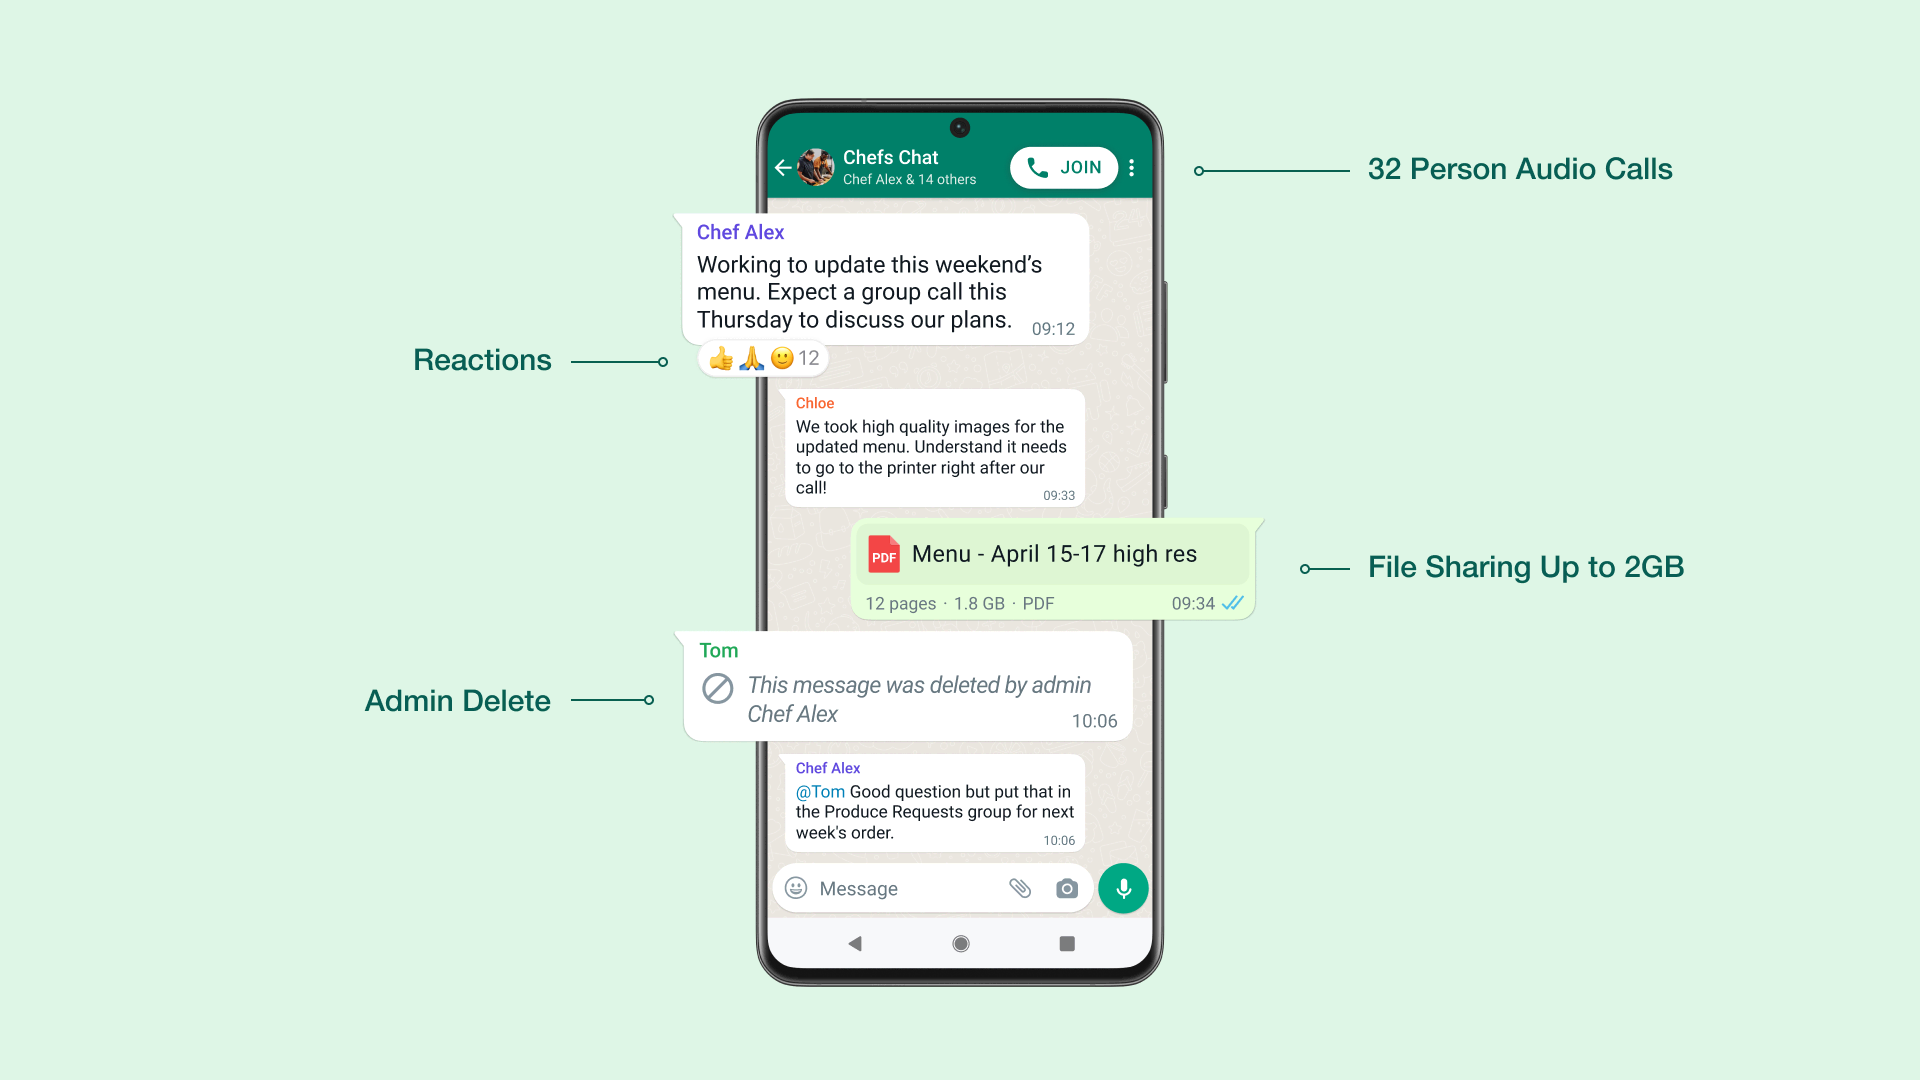 Chefs Chat
Chef Alex & 14 others
JOIN
32 Person Audio Calls
Chef Alex
Working to update this weekend’s
menu. Expect a group call this
Thursday to discuss our plans.
09:12
Reactions
👍🙏🙂 12
Chloe
We took high quality images for the
updated menu. Understand it needs
to go to the printer right after our
call!
09:33
PDF
Menu - April 15-17 high res
12 pages · 1.8 GB · PDF
09:34
File Sharing Up to 2GB
Tom
This message was deleted by admin
Chef Alex
10:06
Admin Delete
Chef Alex
@Tom Good question but put that in
the Produce Requests group for next
week's order.
10:06
Message